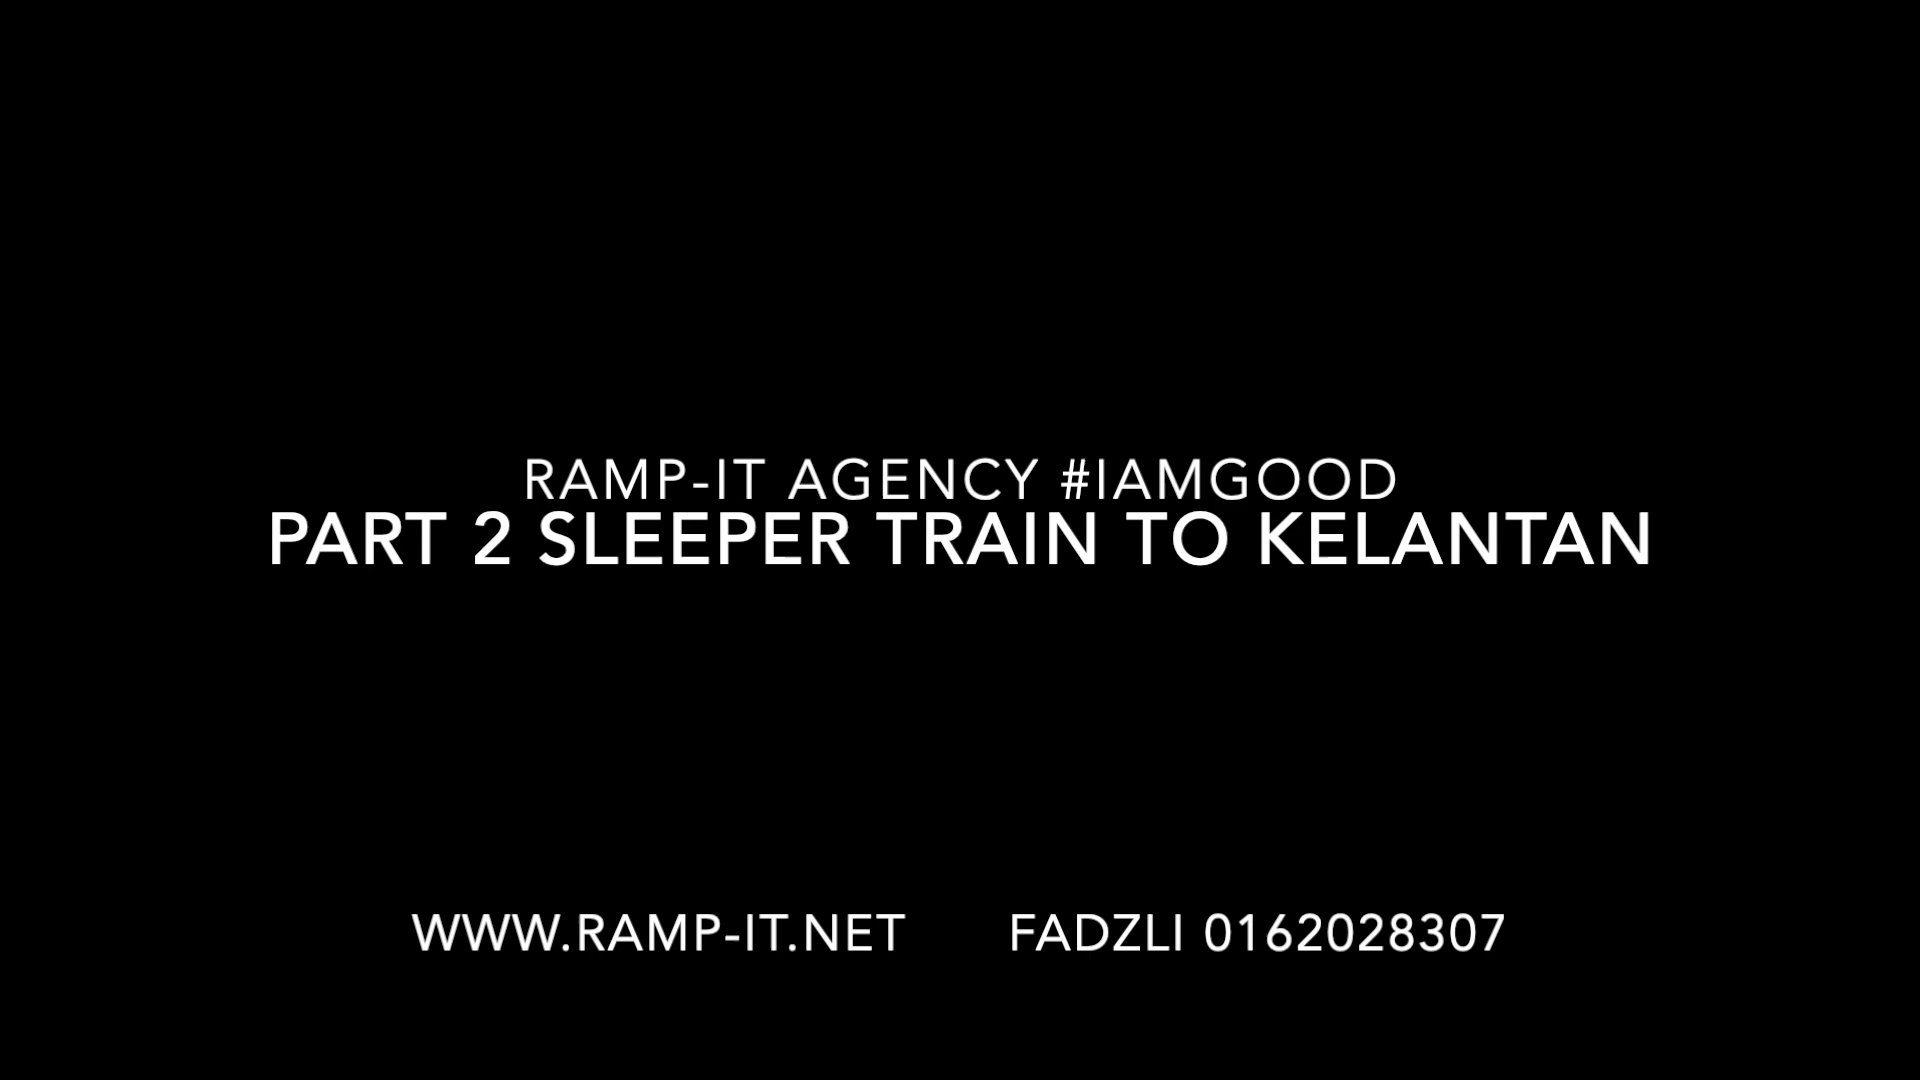 RAMP-IT AGENCY #IAMGOOD
PART 2 SLEEPER TRAIN TO KELANTAN
WWW.RAMP-IT.NET FADZLI 0162028307